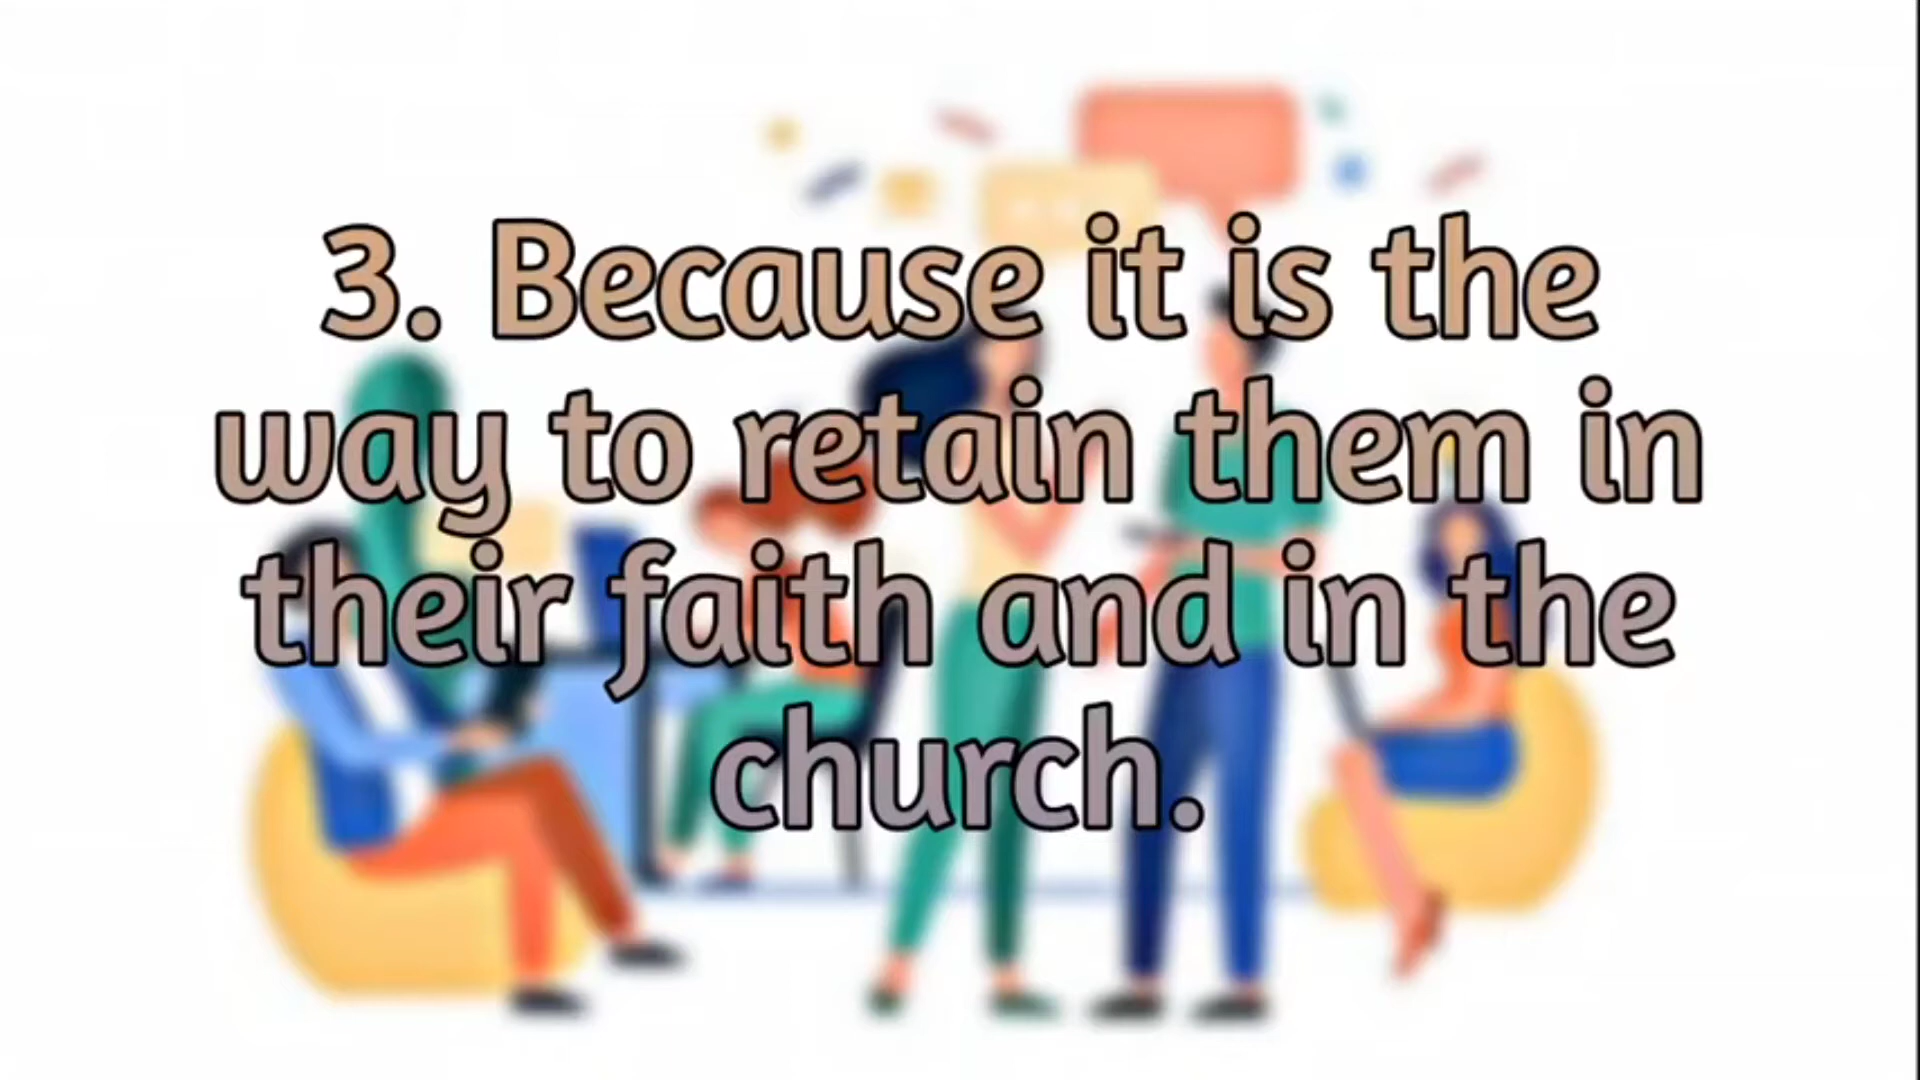 3. Because it is the
way to retain them in
their faith and in the
church.